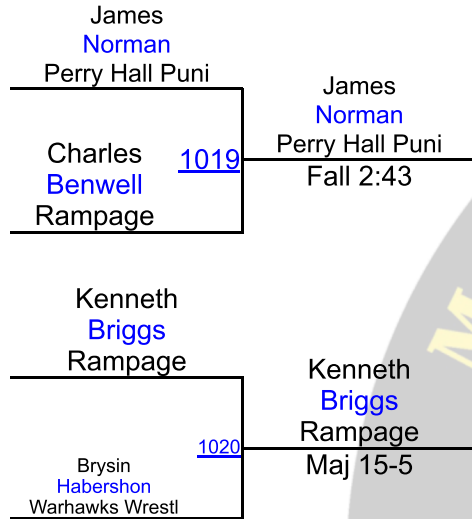 James
Norman
Perry Hall Puni
Charles
Benwell
Rampage
1019
James
Norman
Perry Hall Puni
Fall 2:43
Kenneth
Briggs
Rampage
Brysin
Habershon
Warhawks Wrestl
1020
Kenneth
Briggs
Rampage
Maj 15-5
M